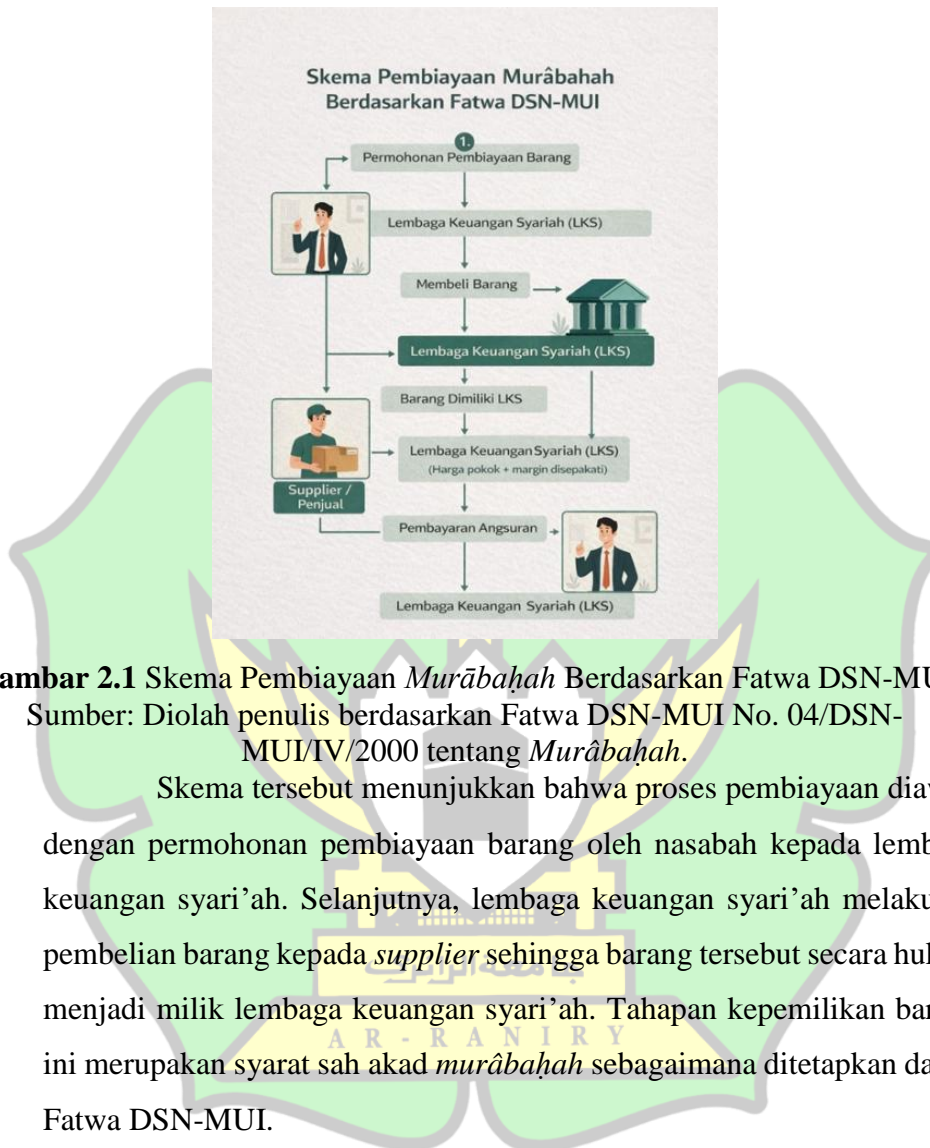 Skema Pembiayaan Murâbahah
Berdasarkan Fatwa DSN-MUI
1.
Permohonan Pembiayaan Barang
Lembaga Keuangan Syariah (LKS)
Membeli Barang
Lembaga Keuangan Syariah (LKS)
Barang Dimiliki LKS
Lembaga Keuangan Syariah (LKS)
(Harga pokok + margin disepakati)
Supplier /
Penjual
Pembayaran Angsuran
Lembaga Keuangan Syariah (LKS)
ambar 2.1 Skema Pembiayaan Murābaḥah Berdasarkan Fatwa DSN-MU
Sumber: Diolah penulis berdasarkan Fatwa DSN-MUI No. 04/DSN-
MUI/IV/2000 tentang Murâbaḥah.
Skema tersebut menunjukkan bahwa proses pembiayaan diaw
dengan permohonan pembiayaan barang oleh nasabah kepada lemb
keuangan syari’ah. Selanjutnya, lembaga keuangan syari’ah melaku
pembelian barang kepada supplier sehingga barang tersebut secara huk
menjadi milik lembaga keuangan syari’ah. Tahapan kepemilikan bar
ini merupakan syarat sah akad murâbaḥah sebagaimana ditetapkan da
Fatwa DSN-MUI.
جامعة الرانري
AR-RANIRY